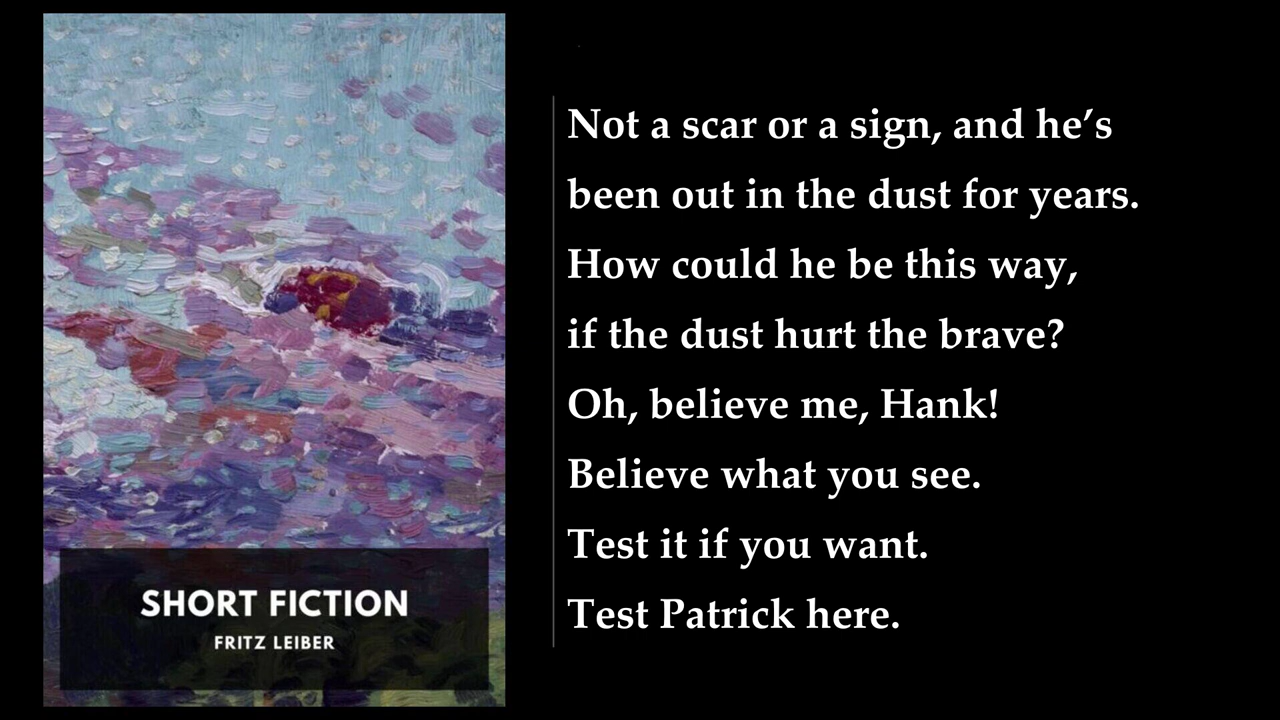 SHORT FICTION
FRITZ LEIBER
Not a scar or a sign, and he’s
been out in the dust for years.
How could he be this way,
if the dust hurt the brave?
Oh, believe me, Hank!
Believe what you see.
Test it if you want.
Test Patrick here.